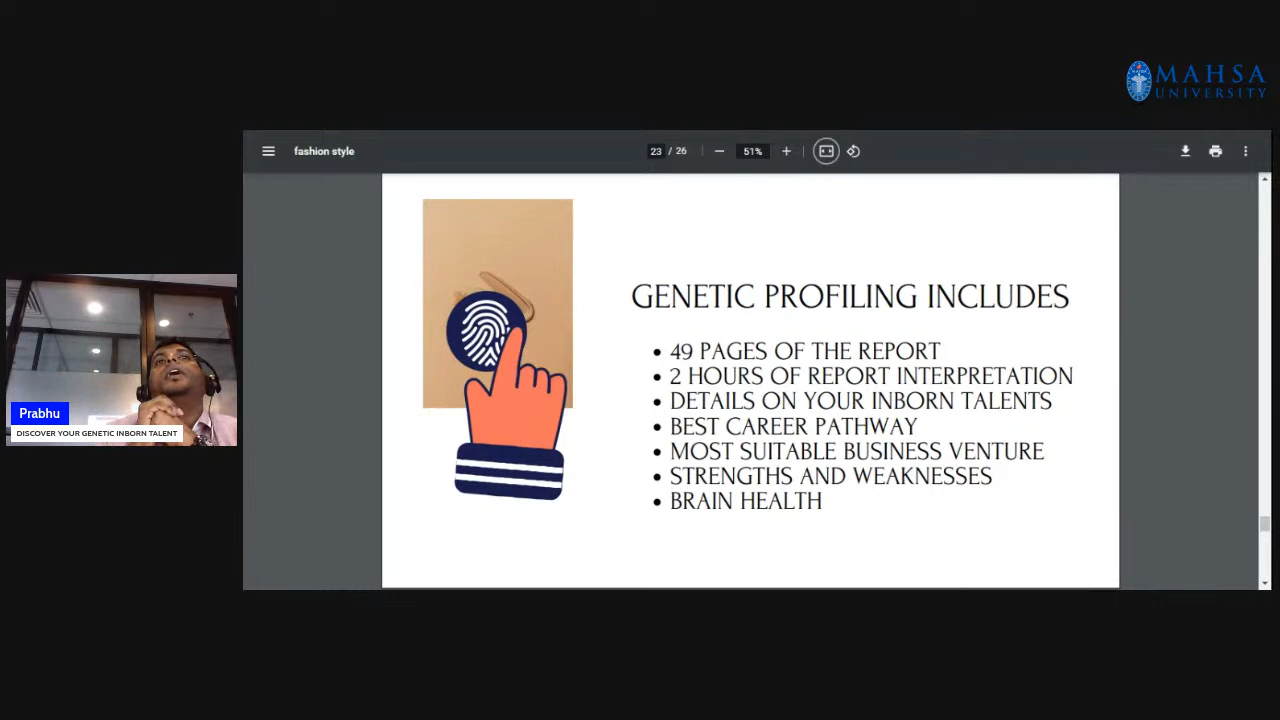 MAHSA
UNIVERSITY
fashion style
23 / 26
51%
GENETIC PROFILING INCLUDES
• 49 PAGES OF THE REPORT
• 2 HOURS OF REPORT INTERPRETATION
• DETAILS ON YOUR INBORN TALENTS
• BEST CAREER PATHWAY
• MOST SUITABLE BUSINESS VENTURE
• STRENGTHS AND WEAKNESSES
• BRAIN HEALTH
Prabhu
DISCOVER YOUR GENETIC INBORN TALENT